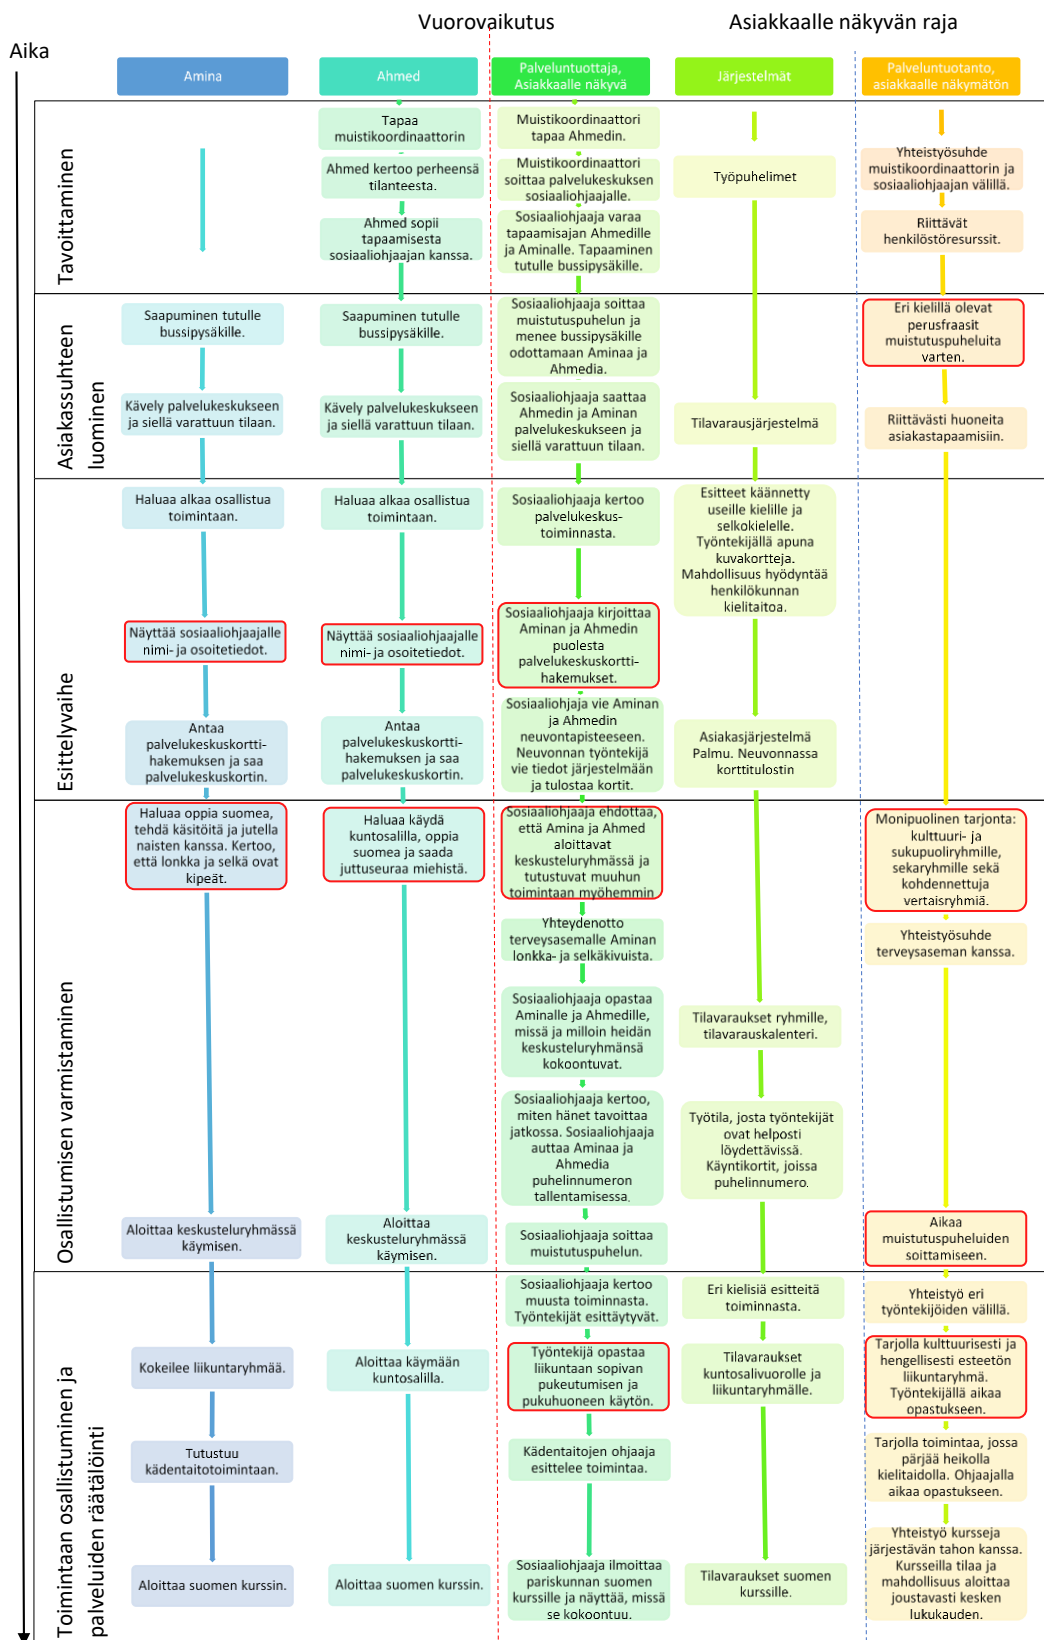 Vuorovaikutus
Asiakkaalle näkyvän raja
Aika
Amina
Ahmed
Palveluntuottaja,
Asiakkaalle näkyvä
Järjestelmät
Palveluntuotanto,
asiakkaalle näkymätön
Tavoittaminen
Tapaa
muistikoordinaattorin
Ahmed kertoo perheensä
tilanteesta.
Ahmed sopii
tapaamisesta
sosiaaliohjaajan kanssa.
Muistikoordinaattori
tapaa Ahmedin.
Muistikoordinaattori
soittaa palvelukeskuksen
sosiaaliohjaajalle.
Sosiaaliohjaaja varaa
tapaamisajan Ahmedille
ja Aminalle. Tapaaminen
tutulle bussipysäkille.
Työpuhelimet
Yhteistyösuhde
muistikoordinaattorin ja
sosiaaliohjaajan välillä.
Riittävät
henkilöstöresurssit.
Asiakassuhteen
luominen
Saapuminen tutulle
bussipysäkille.
Kävely palvelukeskukseen
ja siellä varattuun tilaan.
Saapuminen tutulle
bussipysäkille.
Kävely palvelukeskukseen
ja siellä varattuun tilaan.
Sosiaaliohjaaja soittaa
muistutuspuhelun ja
menee bussipysäkille
odottamaan Aminaa ja
Ahmedia.
Sosiaaliohjaaja saattaa
Ahmedin ja Aminan
palvelukeskukseen ja
siellä varattuun tilaan.
Tilavarausjärjestelmä
Eri kielillä olevat
perusfraasit
muistutuspuheluita
varten.
Riittävästi huoneita
asiakastapaamisiin.
Esittelyvaihe
Haluaa alkaa osallistua
toimintaan.
Näyttää sosiaaliohjaajalle
nimi- ja osoitetiedot.
Antaa
palvelukeskuskortti-
hakemuksen ja saa
palvelukeskuskortin.
Haluaa alkaa osallistua
toimintaan.
Näyttää sosiaaliohjaajalle
nimi- ja osoitetiedot.
Antaa
palvelukeskuskortti-
hakemuksen ja saa
palvelukeskuskortin.
Sosiaaliohjaaja kertoo
palvelukeskus-
toiminnasta.
Sosiaaliohjaaja kirjoittaa
Aminan ja Ahmedin
puolesta
palvelukeskuskortti-
hakemukset.
Sosiaaliohjaja vie Aminan
ja Ahmedin
neuvontapisteeseen.
Neuvonnan työntekijä
vie tiedot järjestelmään
ja tulostaa kortit.
Esitteet käännetty
useille kielille ja
selkokielelle.
Työntekijällä apuna
kuvakortteja.
Mahdollisuus hyödyntää
henkilökunnan
kielitaitoa.
Asiakasjärjestelmä
Palmu. Neuvonnassa
korttitulostin
Osallistumisen varmistaminen
Haluaa oppia suomea,
tehdä käsitöitä ja jutella
naisten kanssa. Kertoo,
että lonkka ja selkä ovat
kipeät.
Aloittaa keskusteluryhmässä
käymisen.
Haluaa käydä
kuntosalilla, oppia
suomea ja saada
juttuseuraa miehistä.
Aloittaa
keskusteluryhmässä
käymisen.
Sosiaaliohjaaja ehdottaa,
että Amina ja Ahmed
aloittavat
keskusteluryhmässä ja
tutustuvat muuhun
toimintaan myöhemmin
Yhteydenotto
terveysasemalle Aminan
lonkka- ja selkäkivuista.
Sosiaaliohjaaja opastaa
Aminalle ja Ahmedille,
missä ja milloin heidän
keskusteluryhmänsä
kokoontuvat.
Sosiaaliohjaaja kertoo,
miten hänet tavoittaa
jatkossa. Sosiaaliohjaaja
auttaa Aminaa ja
Ahmedia
puhelinnumeron
tallentamisessa.
Sosiaaliohjaaja soittaa
muistutuspuhelun.
Tilavaraukset ryhmille,
tilavarauskalenteri.
Työtila, josta työntekijät
ovat helposti
löydettävissä.
Käyntikortit, joissa
puhelinnumero.
Monipuolinen tarjonta:
kulttuuri- ja
sukupuoliryhmille,
sekaryhmille sekä
kohdennettuja
vertaisryhmiä.
Yhteistyösuhde
terveysaseman kanssa.
Aikaa
muistutuspuheluiden
soittamiseen.
Toimintaan osallistuminen ja
palveluiden räätälöinti
Kokeilee liikuntaryhmää.
Tutustuu
kädentaitotoimintaan.
Aloittaa suomen kurssin.
Aloittaa käymään
kuntosalilla.
Aloittaa suomen kurssin.
Sosiaaliohjaaja kertoo
muusta toiminnasta.
Työntekijät esittäytyvät.
Työntekijä opastaa
liikuntaan sopivan
pukeutumisen ja
pukuhuoneen käytön.
Kädentaitojen ohjaaja
esittelee toimintaa.
Sosiaaliohjaaja ilmoittaa
pariskunnan suomen
kurssille ja näyttää, missä
se kokoontuu.
Eri kielisiä esitteitä
toiminnasta.
Tilavaraukset
kuntosalivuorolle ja
liikuntaryhmälle.
Tilavaraukset suomen
kurssille.
Yhteistyö eri
työntekijöiden välillä.
Tarjolla kulttuurisesti ja
hengellisesti esteetön
liikuntaryhmä.
Työntekijällä aikaa
opastukseen.
Tarjolla toimintaa, jossa
pärjää heikolla
kielitaidolla. Ohjaajalla
aikaa opastukseen.
Yhteistyö kursseja
järjestävän tahon kanssa.
Kursseilla tilaa ja
mahdollisuus aloittaa
joustavasti kesken
lukukauden.